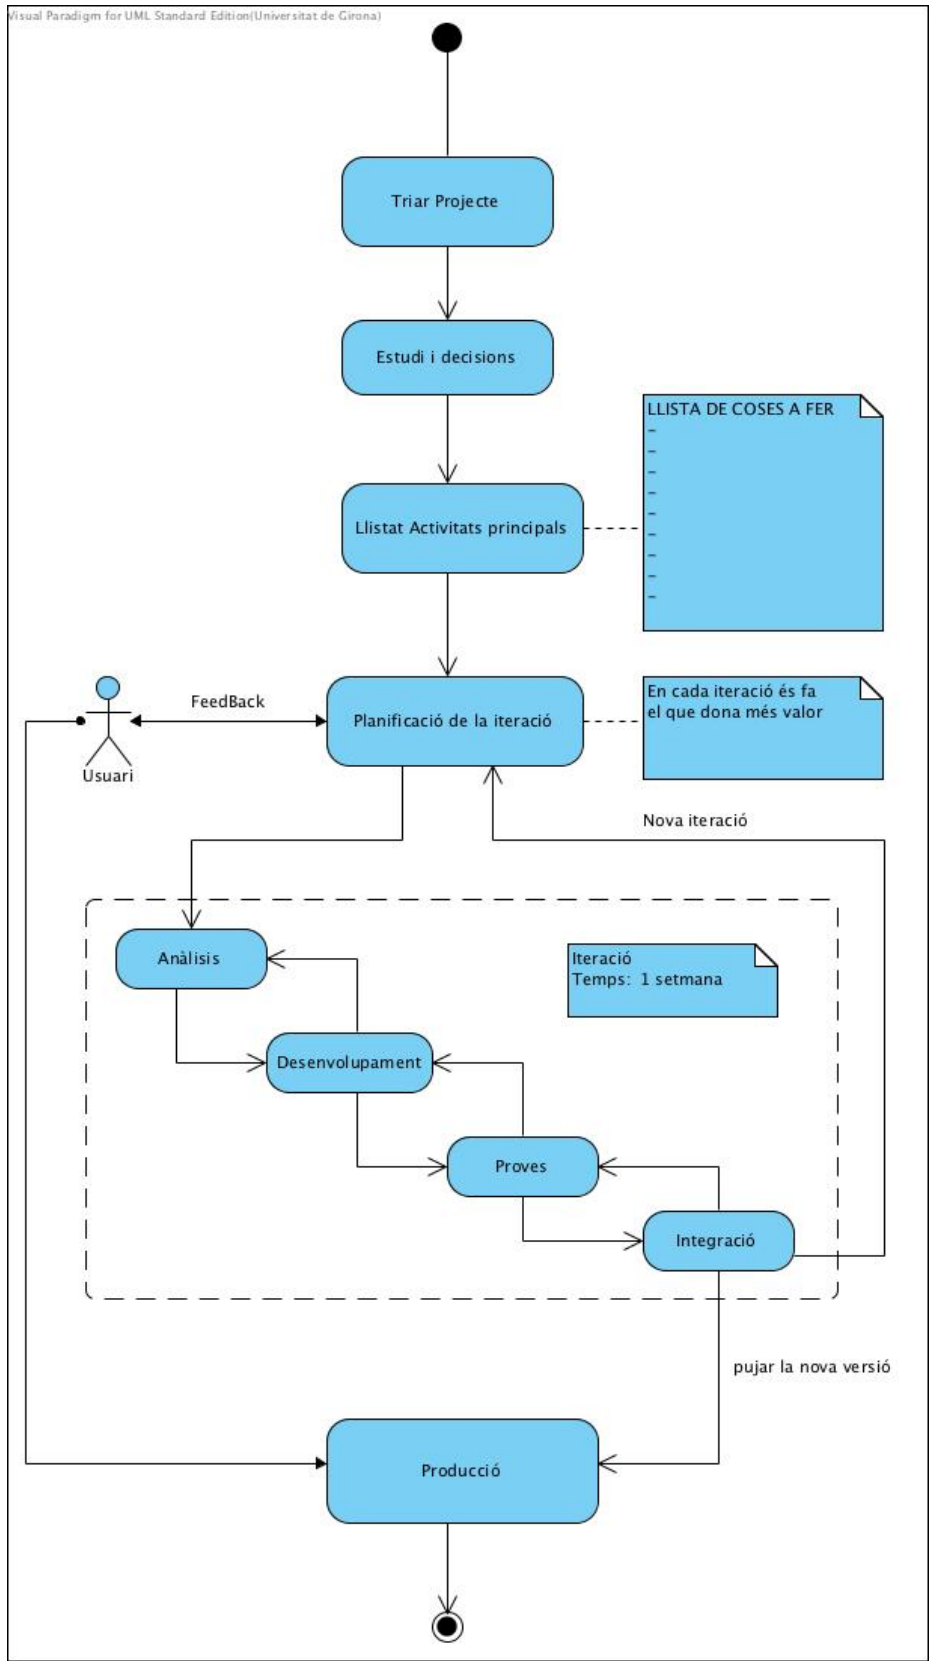 Visual Paradigm for UML Standard Edition(Universitat de Girona)
Triar Projecte
Estudi i decisions
LLISTA DE COSES A FER
–
–
–
–
–
–
–
–
–
Llistat Activitats principals
En cada iteració és fa
el que dona més valor
FeedBack
Planificació de la iteració
Usuari
Nova iteració
Anàlisis
Iteració
Temps: 1 setmana
Desenvolupament
Proves
Integració
pujar la nova versió
Producció